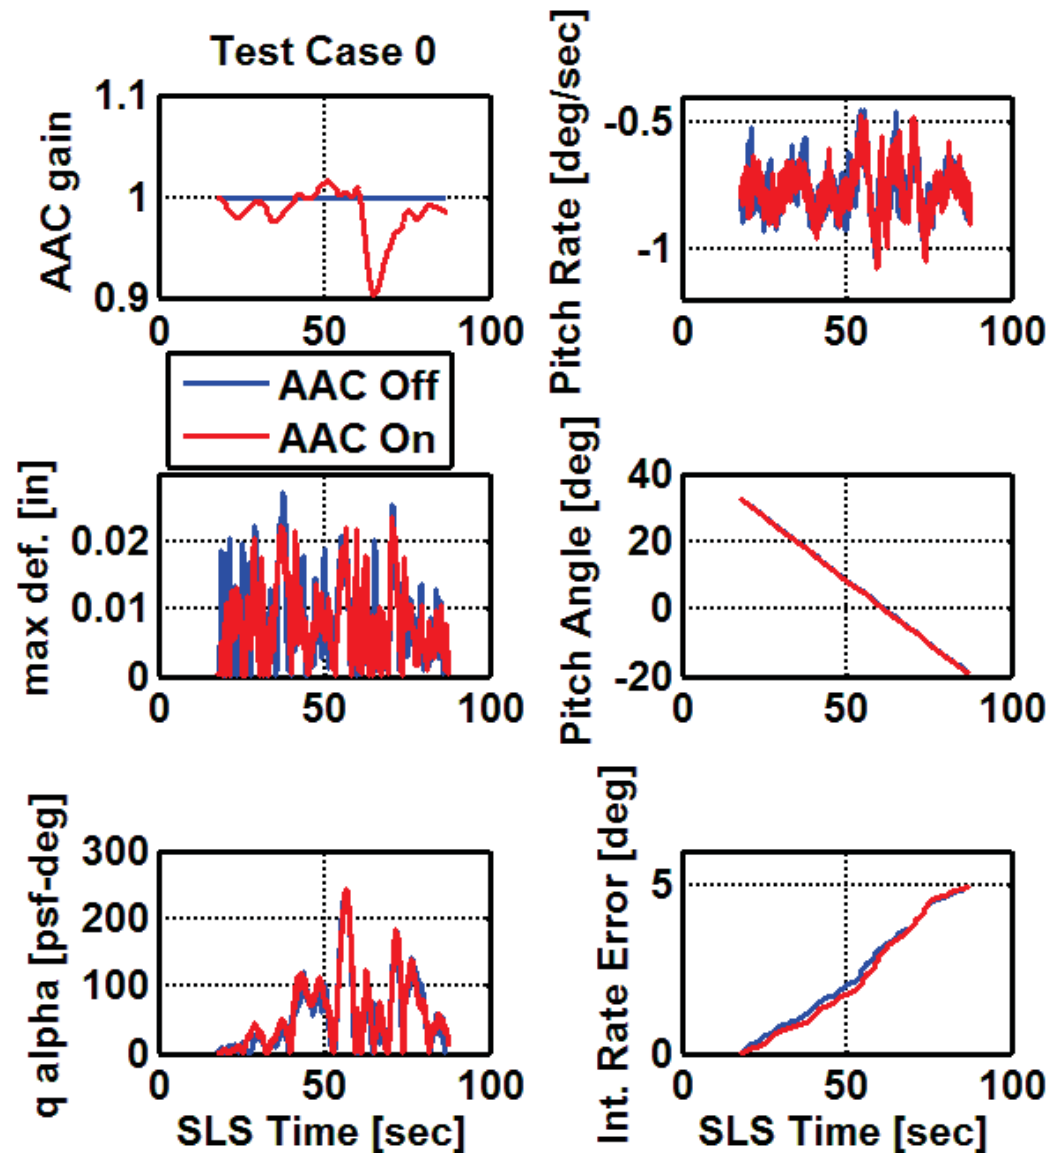 Test Case 0
AAC gain
1.1
1
0.9
0 50 100
Pitch Rate [deg/sec]
-0.5
-1
0 50 100
AAC Off
AAC On
max def. [in]
0.02
0.01
0
0 50 100
Pitch Angle [deg]
40
20
0
-20
0 50 100
q alpha [psf-deg]
300
200
100
0
0 50 100
SLS Time [sec]
Int. Rate Error [deg]
5
0
0 50 100
SLS Time [sec]